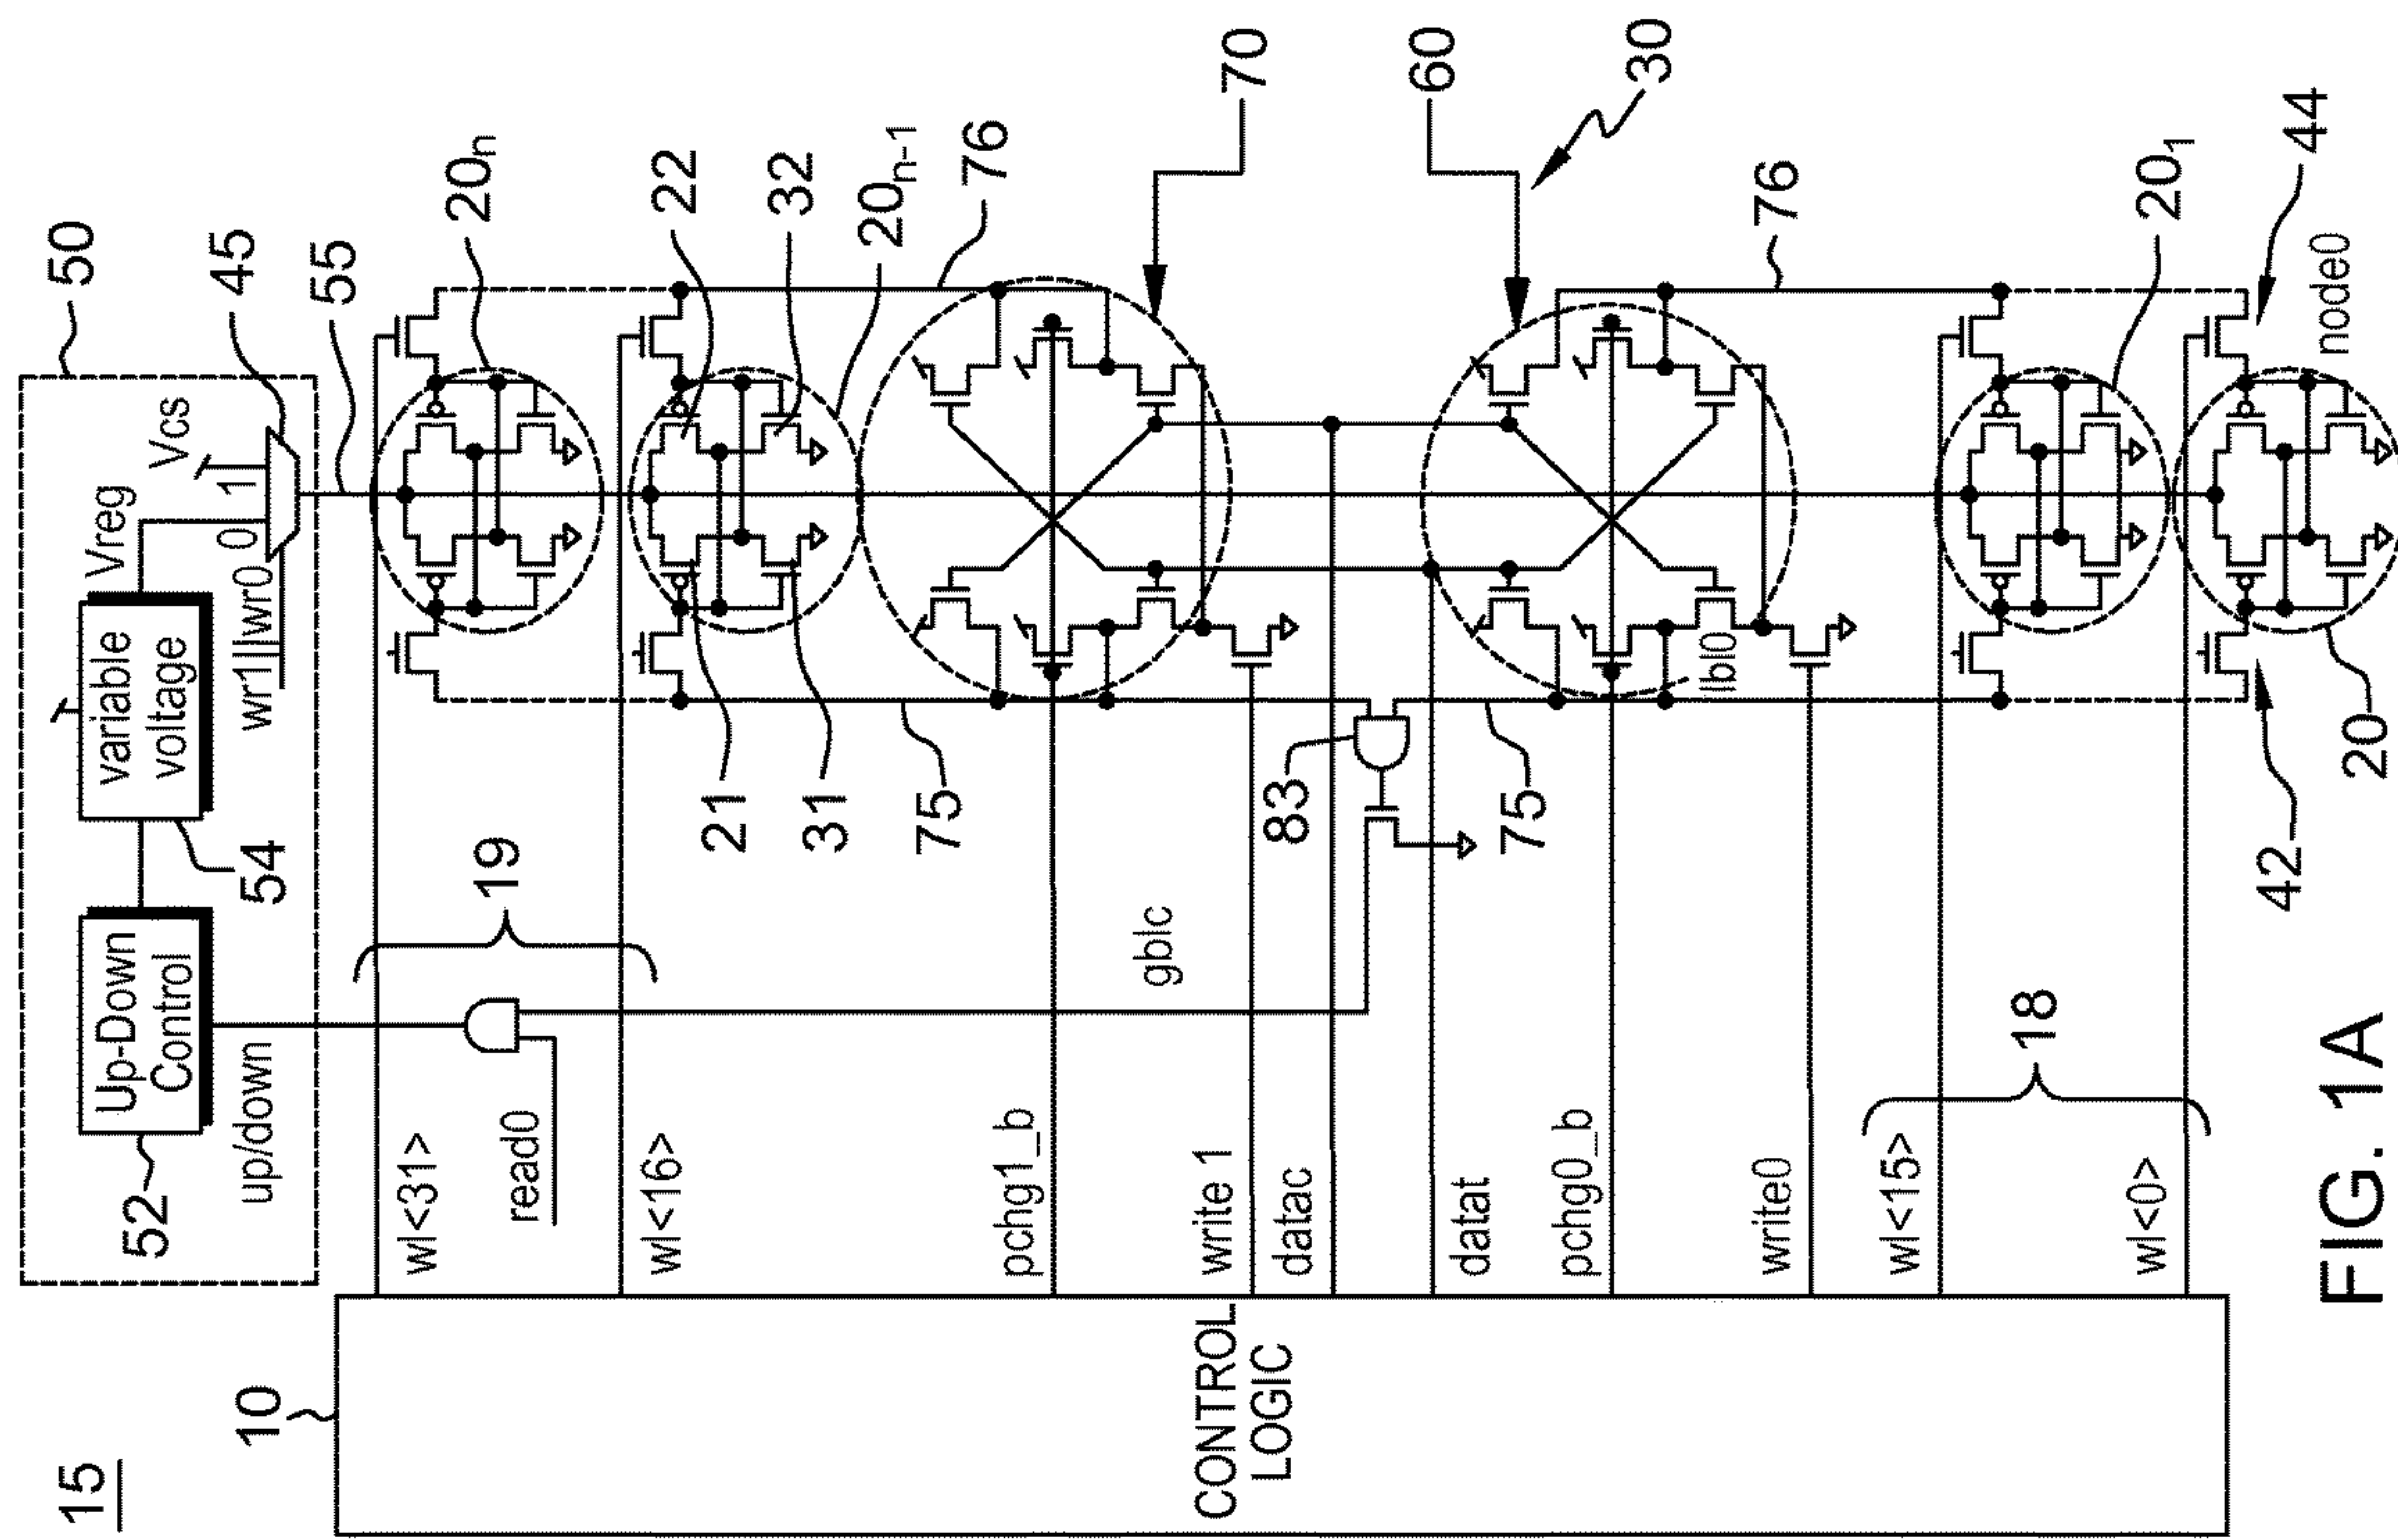 15
10
CONTROL
LOGIC
50
52
Up-Down
Control
54
variable
voltage
Vreg
Vcs
45
55
wr1||wr0
0
1
up/down
wl<31>
19
read0
wl<16>
20n
22
32
20n-1
76
21
31
75
70
pchg1_b
gblc
write 1
datac
83
datat
60
30
pchg0_b
75
lbl0
76
write0
wl<15>
18
wl<0>
20₁
node0
44
42
20
FIG. 1A